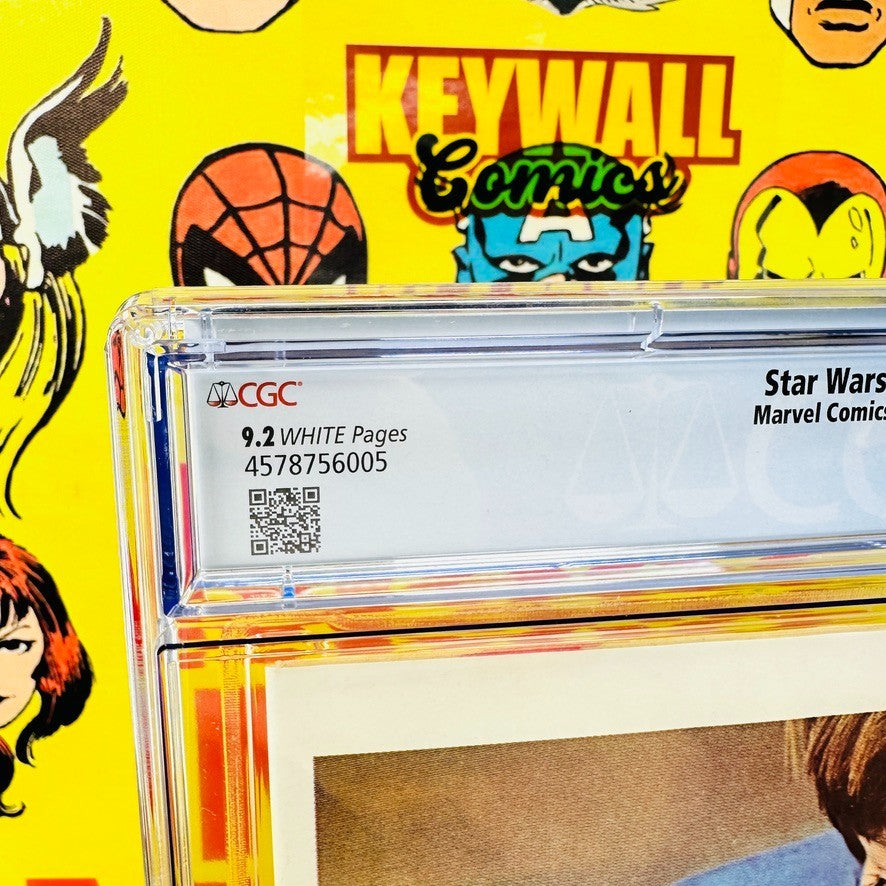 KEYWALL
Comics
A
CGC
Star Wars
Marvel Comics
9.2 WHITE Pages
4578756005